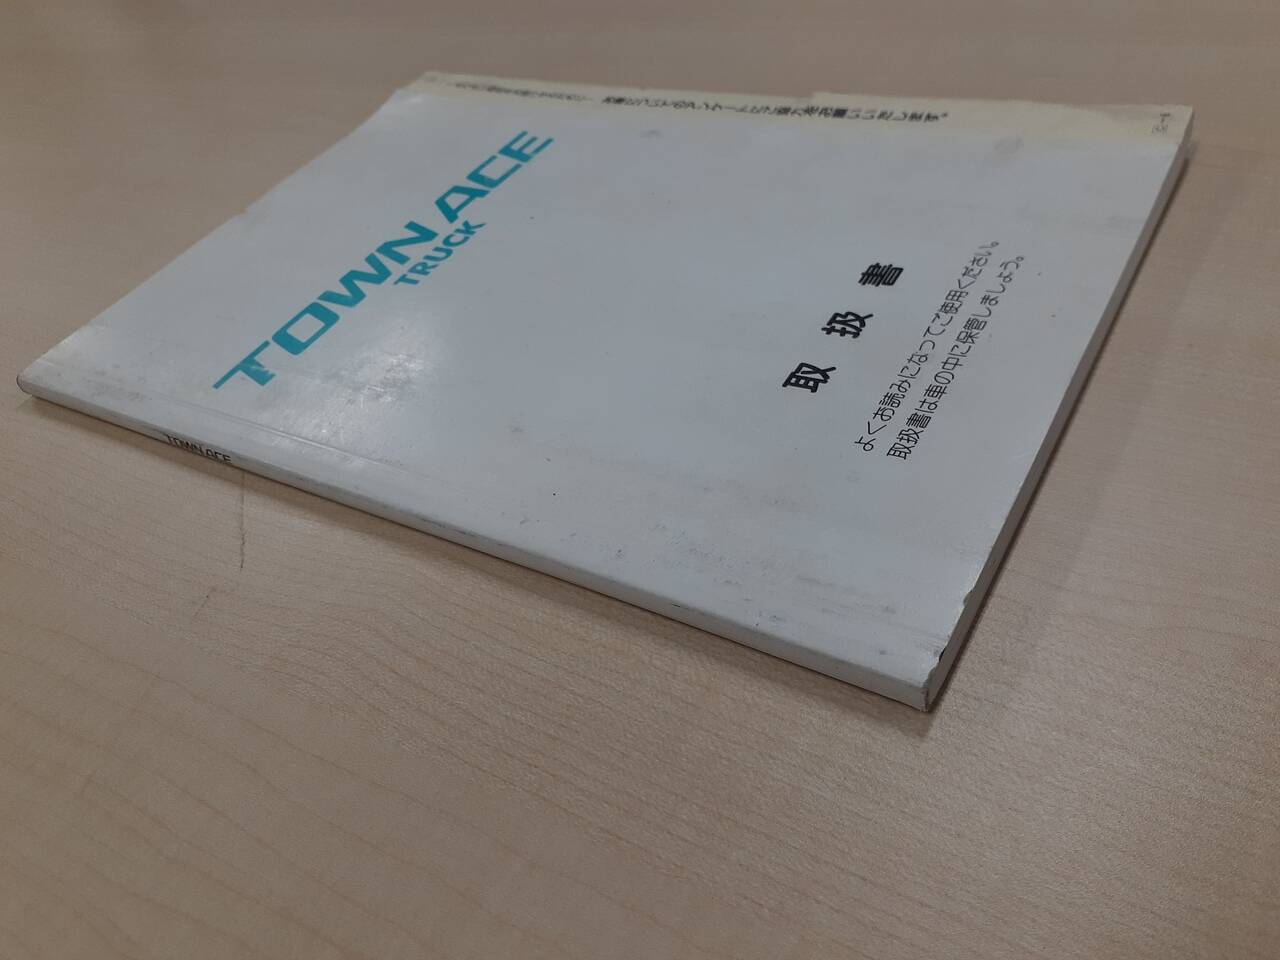 TOWN ACE
TRUCK
取扱書
よくお読みになってご使用ください。
取扱書は車の中に保管しましょう。
TOWN ACE